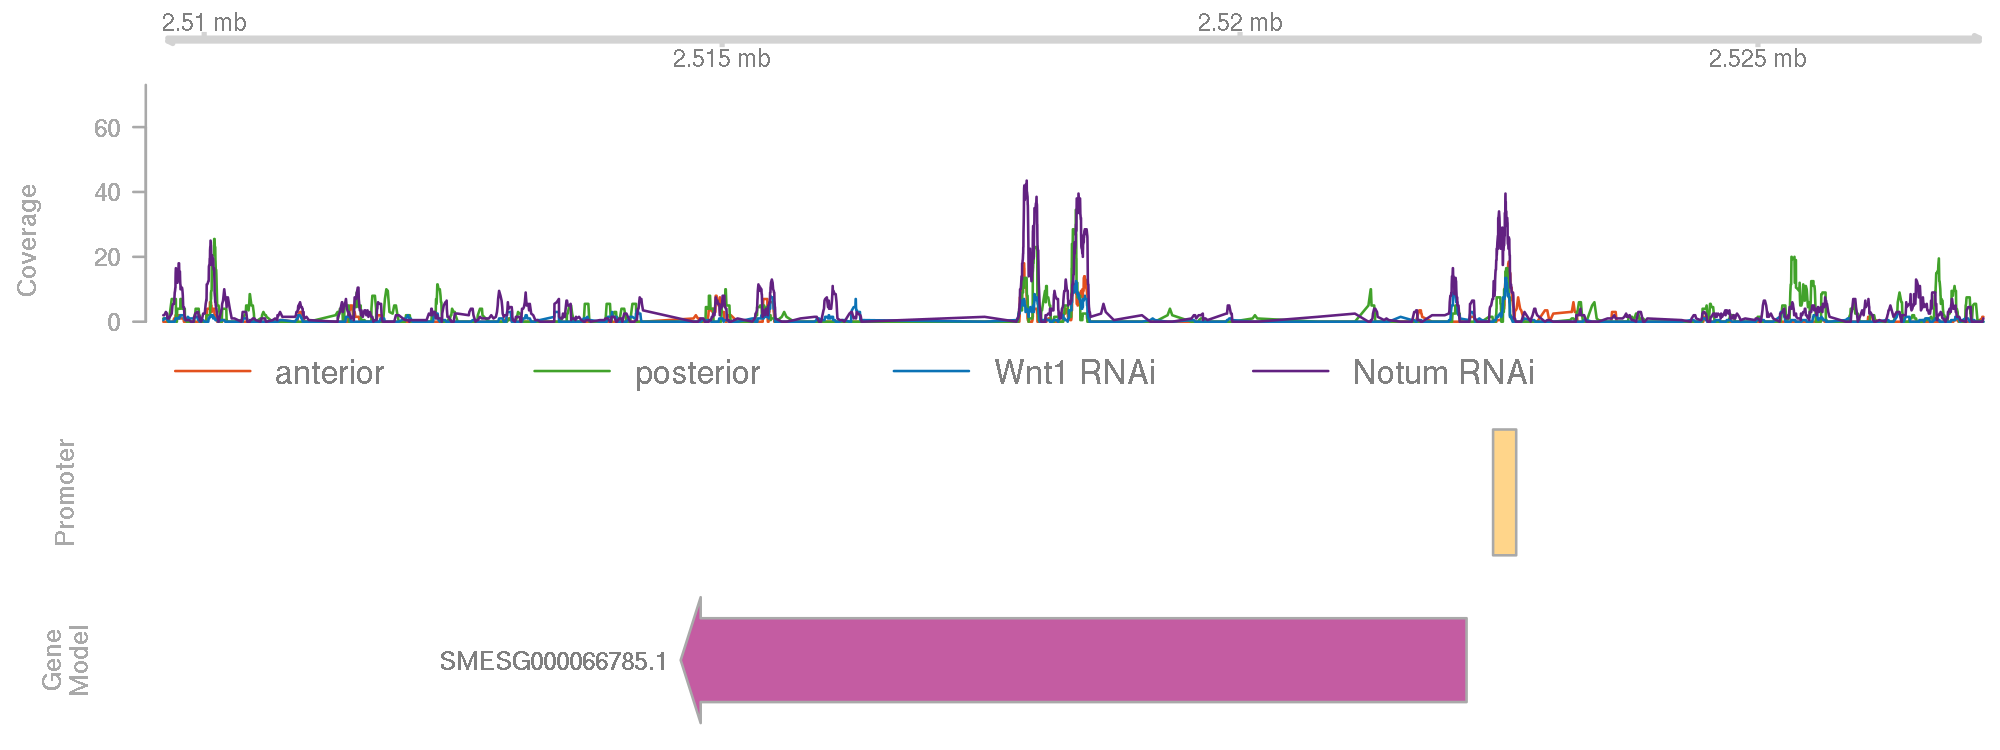 2.51 mb
2.52 mb
2.515 mb
2.525 mb
Coverage
60
40
20
0
anterior
posterior
Wnt1 RNAi
Notum RNAi
Promoter
Gene
Model
SMESG000066785.1